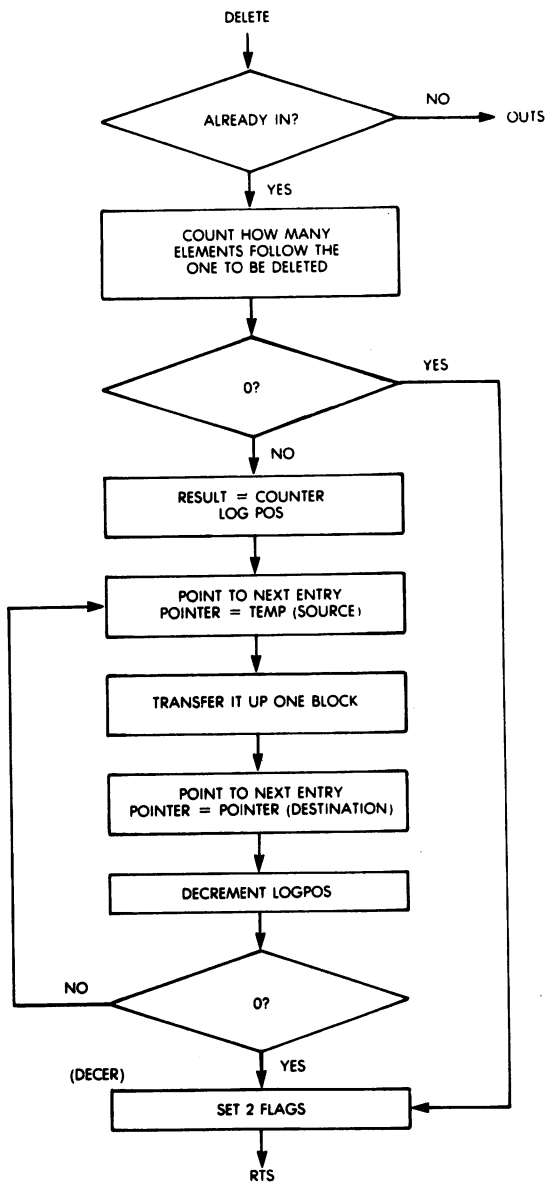 DELETE
ALREADY IN?
NO
OUTS
YES
COUNT HOW MANY
ELEMENTS FOLLOW THE
ONE TO BE DELETED
0?
YES
NO
RESULT = COUNTER
LOG POS
POINT TO NEXT ENTRY
POINTER = TEMP (SOURCE)
TRANSFER IT UP ONE BLOCK
POINT TO NEXT ENTRY
POINTER = POINTER (DESTINATION)
DECREMENT LOGPOS
NO
0?
YES
(DECER)
SET 2 FLAGS
RTS